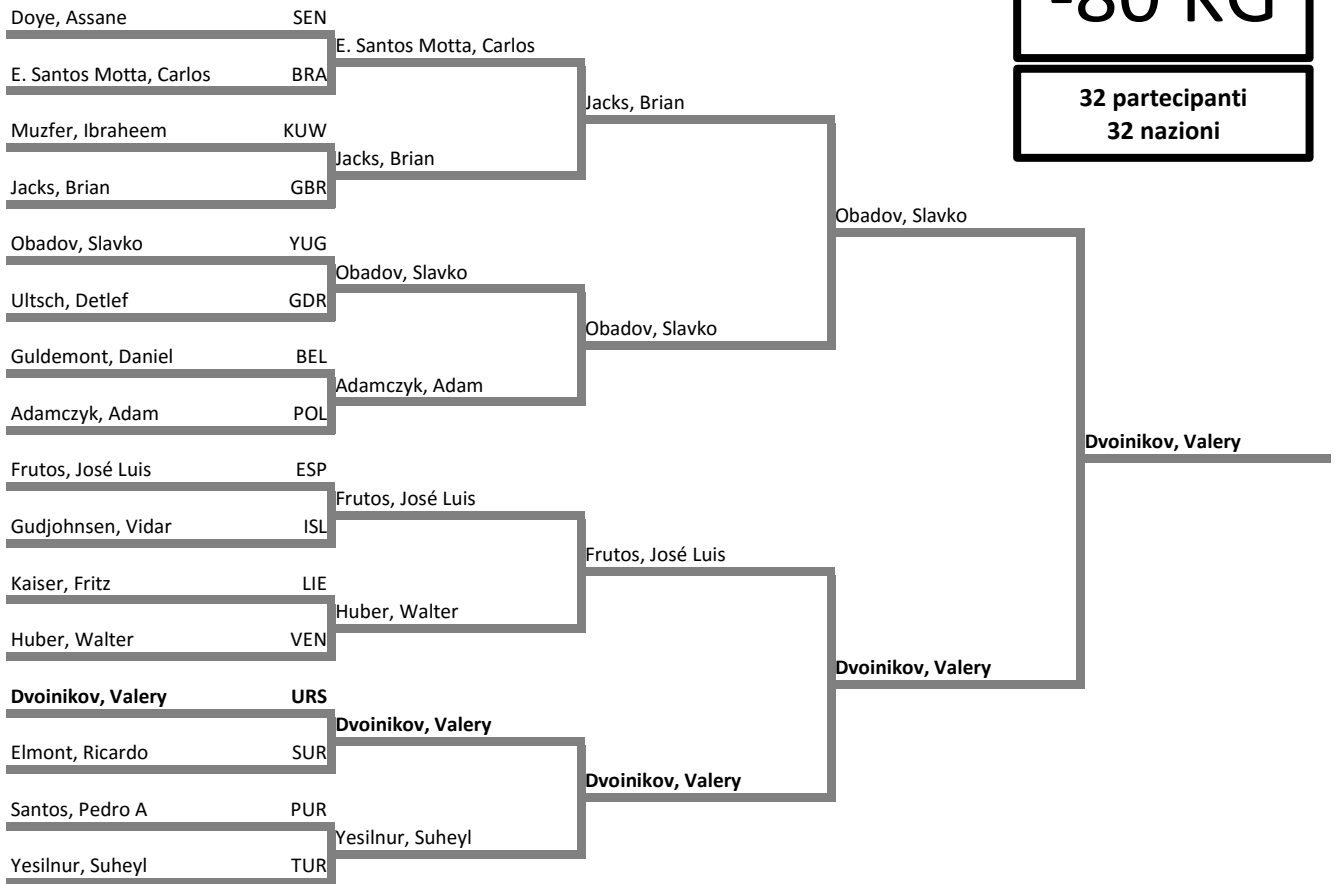 -80 KG
32 partecipanti
32 nazioni
Doye, Assane SEN
E. Santos Motta, Carlos
E. Santos Motta, Carlos BRA
Jacks, Brian
Muzfer, Ibraheem KUW
Jacks, Brian
Jacks, Brian GBR
Obadov, Slavko
Obadov, Slavko YUG
Obadov, Slavko
Ultsch, Detlef GDR
Obadov, Slavko
Guldemont, Daniel BEL
Adamczyk, Adam
Adamczyk, Adam POL
Dvoinikov, Valery
Frutos, José Luis ESP
Frutos, José Luis
Gudjohnsen, Vidar ISL
Frutos, José Luis
Kaiser, Fritz LIE
Huber, Walter
Huber, Walter VEN
Dvoinikov, Valery
Dvoinikov, Valery URS
Dvoinikov, Valery
Elmont, Ricardo SUR
Dvoinikov, Valery
Santos, Pedro A PUR
Yesilnur, Suheyl
Yesilnur, Suheyl TUR